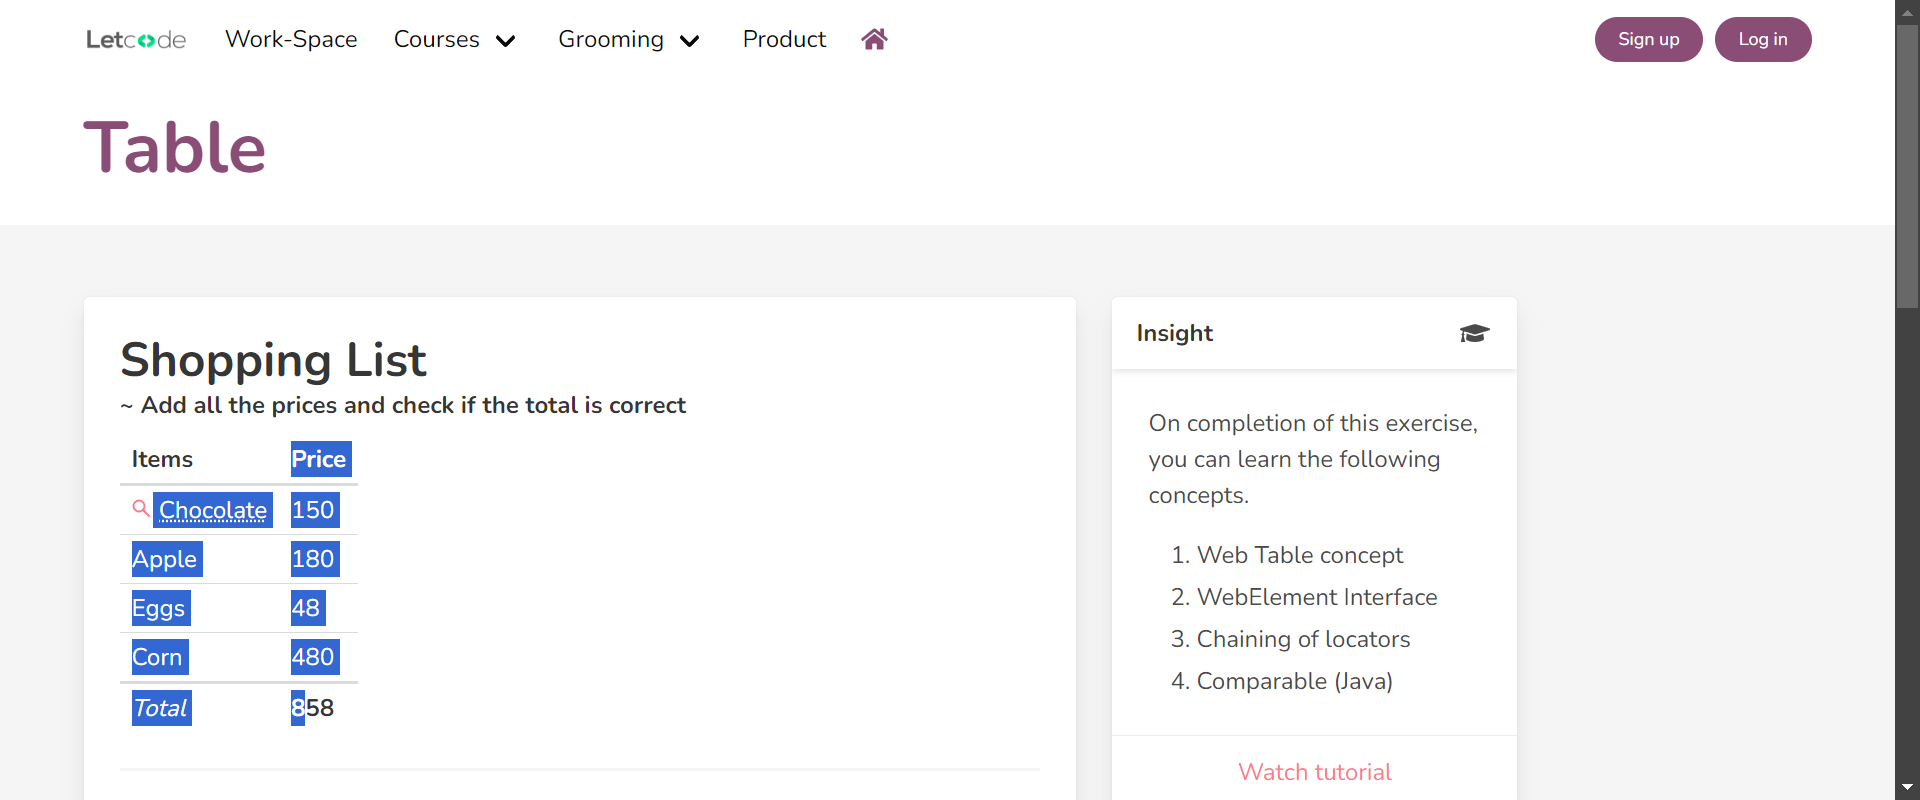 Letcode Work-Space Courses Grooming Product Sign up Log in
Table
Shopping List
~ Add all the prices and check if the total is correct
Items Price
Chocolate 150
Apple 180
Eggs 48
Corn 480
Total 858
Insight
On completion of this exercise,
you can learn the following
concepts.
1. Web Table concept
2. WebElement Interface
3. Chaining of locators
4. Comparable (Java)
Watch tutorial